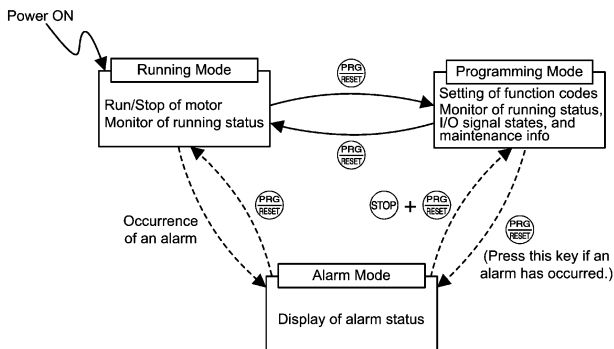 Power ON
Running Mode
Run/Stop of motor
Monitor of running status
PRG
RESET
PRG
RESET
Programming Mode
Setting of function codes
Monitor of running status,
I/O signal states, and
maintenance info
Occurrence
of an alarm
PRG
RESET
STOP + PRG
RESET
PRG
RESET
(Press this key if an
alarm has occurred.)
Alarm Mode
Display of alarm status